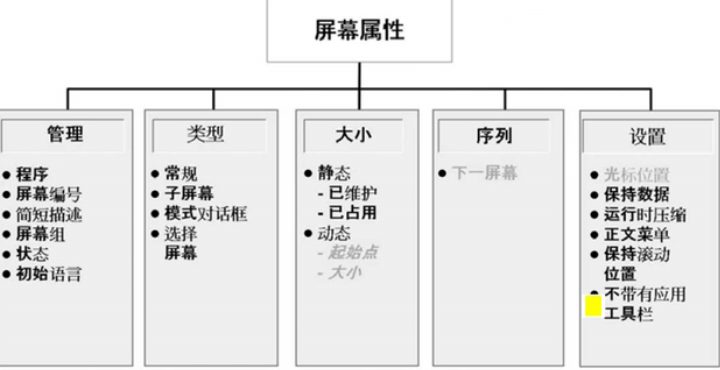 屏幕属性
管理
● 程序
● 屏幕编号
● 简短描述
● 屏幕组
● 状态
● 初始语言
类型
● 常规
● 子屏幕
● 模式对话框
● 选择
屏幕
大小
● 静态
- 已维护
- 已占用
● 动态
- 起始点
- 大小
序列
● 下一屏幕
设置
● 光标位置
● 保持数据
● 运行时压缩
● 正文菜单
● 保持滚动
位置
● 不带有应用
工具栏